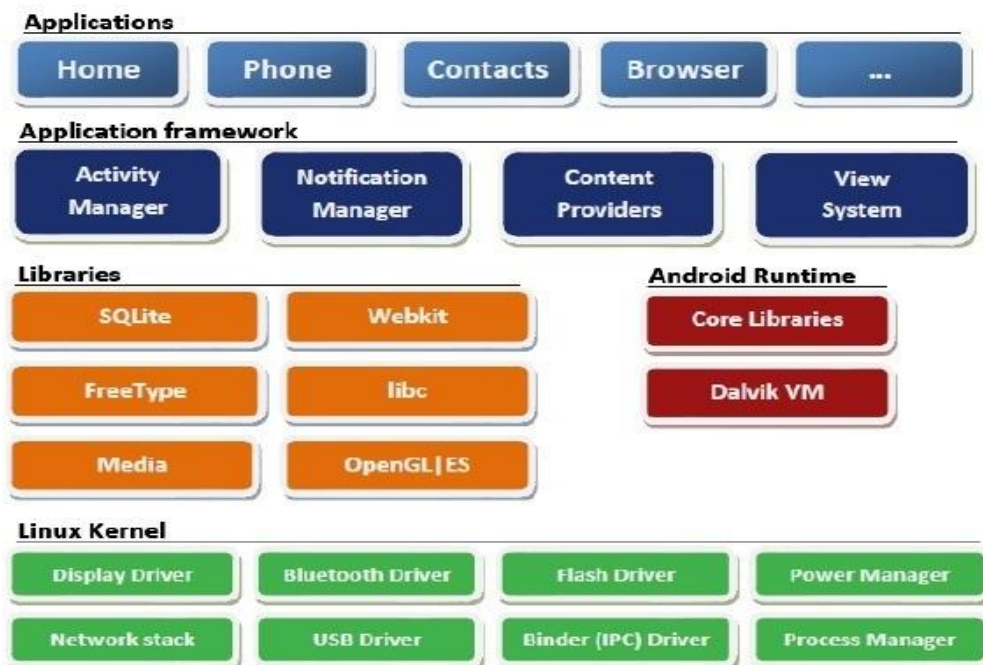 Applications
Home Phone Contacts Browser ...
Application framework
Activity Manager
Notification Manager
Content Providers
View System
Libraries
SQLite Webkit
FreeType libc
Media OpenGL|ES
Android Runtime
Core Libraries
Dalvik VM
Linux Kernel
Display Driver Bluetooth Driver Flash Driver Power Manager
Network stack USB Driver Binder (IPC) Driver Process Manager